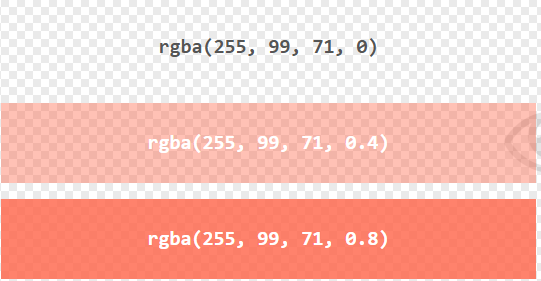 rgba(255, 99, 71, 0)
rgba(255, 99, 71, 0.4)
rgba(255, 99, 71, 0.8)